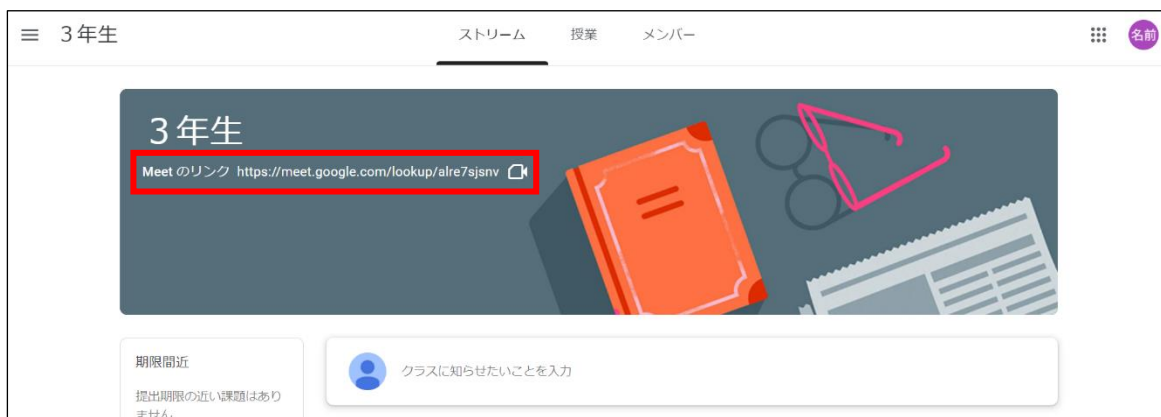 ３年生
ストリーム 授業 メンバー
名前
３年生
Meet のリンク https://meet.google.com/lookup/alre7sjsnv
期限間近
クラスに知らせたいことを入力
提出期限の近い課題はあり
ません